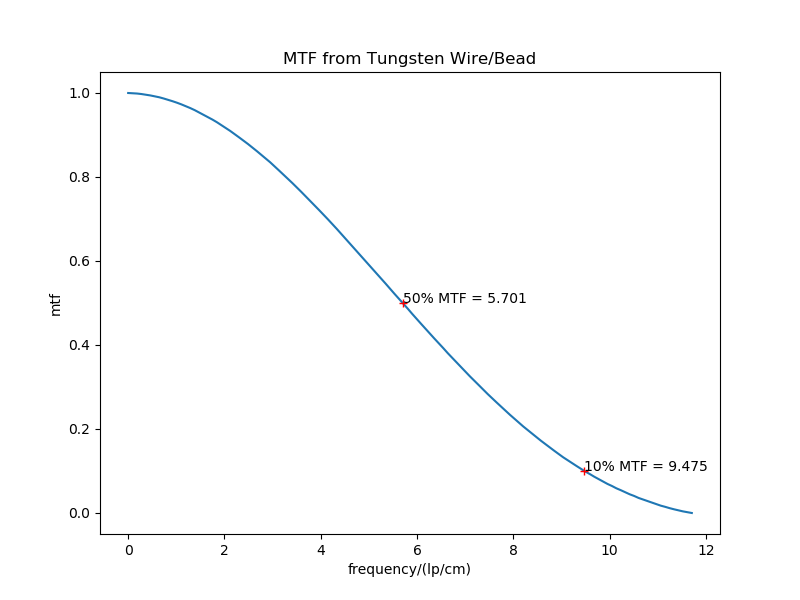 MTF from Tungsten Wire/Bead
1.0
0.8
0.6
0.4
0.2
0.0
mtf
50% MTF = 5.701
10% MTF = 9.475
0 2 4 6 8 10 12
frequency/(lp/cm)